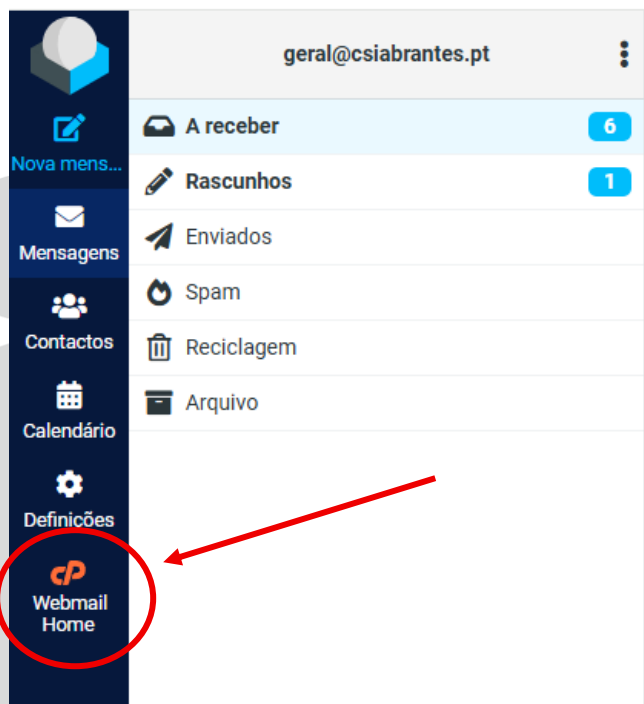 geral@csiabrantes.pt
Nova mens...
Mensagens
Contactos
Calendário
Definições
cP
Webmail
Home
A receber 6
Rascunhos 1
Enviados
Spam
Reciclagem
Arquivo